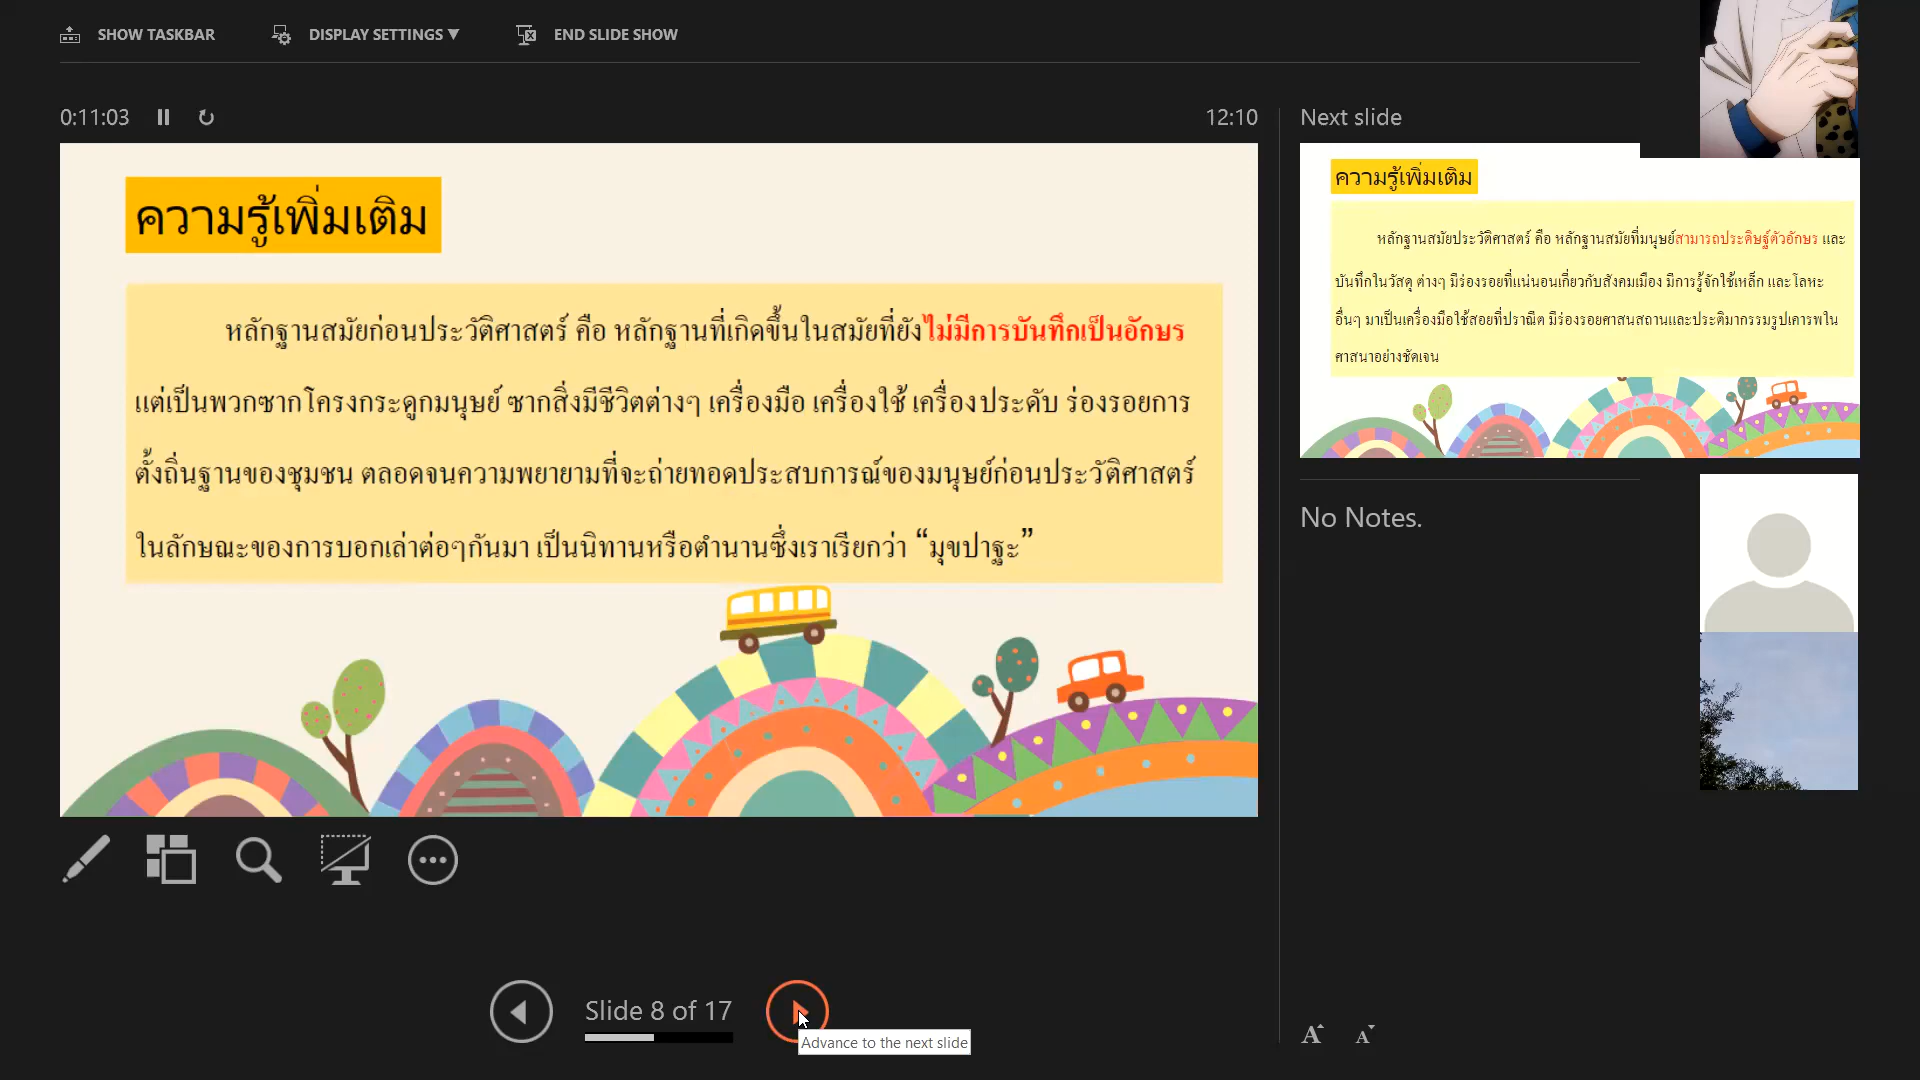 SHOW TASKBAR
DISPLAY SETTINGS ▼
END SLIDE SHOW
0:11:03
12:10
Next slide
ความรู้เพิ่มเติม
หลักฐานสมัยก่อนประวัติศาสตร์ คือ หลักฐานที่เกิดขึ้นในสมัยที่ยังไม่มีการบันทึกเป็นอักษร
แต่เป็นพวกซากโครงกระดูกมนุษย์ ซากสิ่งมีชีวิตต่างๆ เครื่องมือ เครื่องใช้ เครื่องประดับ ร่องรอยการ
ตั้งถิ่นฐานของชุมชน ตลอดจนความพยายามที่จะถ่ายทอดประสบการณ์ของมนุษย์ก่อนประวัติศาสตร์
ในลักษณะของการบอกเล่าต่อๆกันมา เป็นนิทานหรือตำนานซึ่งเราเรียกว่า “มุขปาฐะ”
ความรู้เพิ่มเติม
หลักฐานสมัยประวัติศาสตร์ คือ หลักฐานสมัยที่มนุษย์สามารถประดิษฐ์ตัวอักษร และ
บันทึกในวัสดุ ต่างๆ มีร่องรอยที่แน่นอนเกี่ยวกับสังคมเมือง มีการรู้จักใช้เหล็ก และโลหะ
อื่นๆ มาเป็นเครื่องมือใช้สอยที่ปราณีต มีร่องรอยศาสนสถานและประติมากรรมรูปเคารพใน
ศาสนาอย่างชัดเจน
No Notes.
Slide 8 of 17
Advance to the next slide
A A